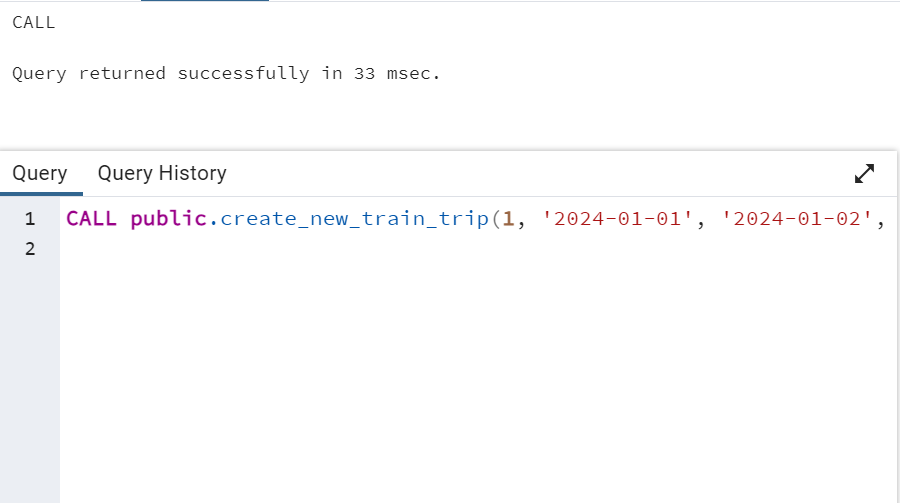 CALL
Query returned successfully in 33 msec.
Query Query History
1 CALL public.create_new_train_trip(1, '2024-01-01', '2024-01-02',
2